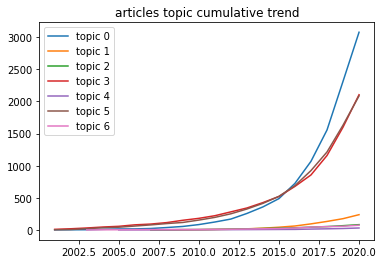 articles topic cumulative trend
3000
2500
2000
1500
1000
500
0
topic 0
topic 1
topic 2
topic 3
topic 4
topic 5
topic 6
2002.5 2005.0 2007.5 2010.0 2012.5 2015.0 2017.5 2020.0